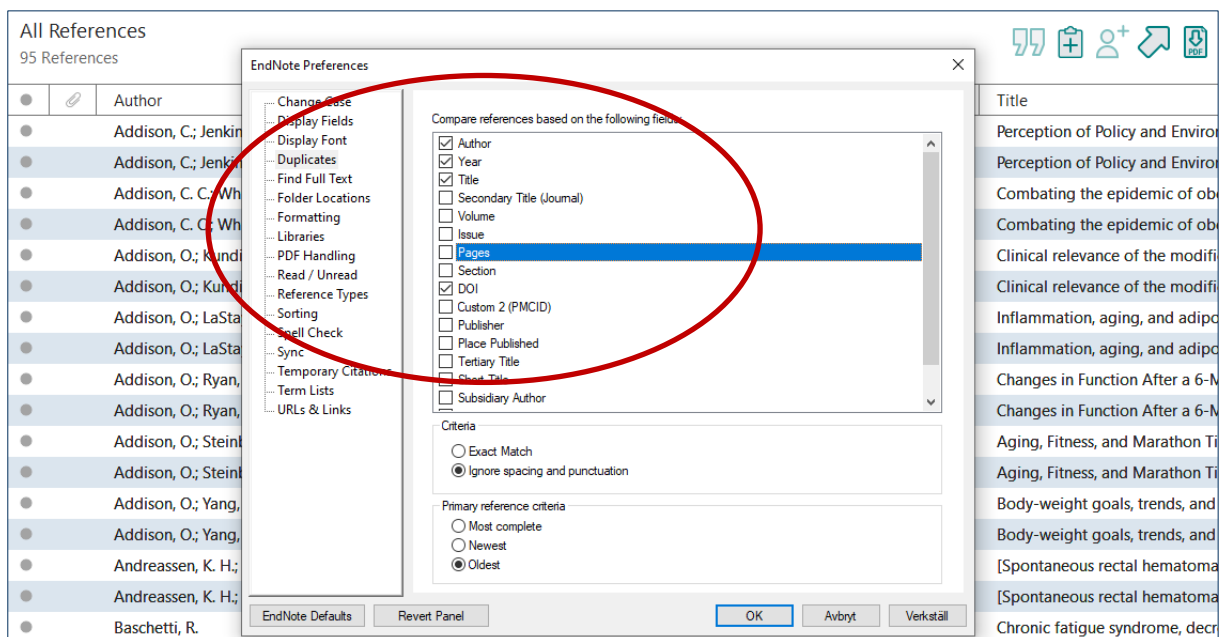 All References
95 References
PDF
EndNote Preferences
Author
Title
Addison, C.; Jenkin
Perception of Policy and Enviror
Addison, C.; Jenkin
Perception of Policy and Enviror
Addison, C. C.; Wh
Combating the epidemic of obe
Addison, C. C.; Wh
Combating the epidemic of obe
Addison, O.; Kundi
Clinical relevance of the modifi
Addison, O.; Kundi
Clinical relevance of the modifi
Addison, O.; LaSta
Inflammation, aging, and adipo
Addison, O.; LaSta
Inflammation, aging, and adipo
Addison, O.; Ryan,
Changes in Function After a 6-M
Addison, O.; Ryan,
Changes in Function After a 6-M
Addison, O.; Steinb
Aging, Fitness, and Marathon Ti
Addison, O.; Steinb
Aging, Fitness, and Marathon Ti
Addison, O.; Yang,
Body-weight goals, trends, and
Addison, O.; Yang,
Body-weight goals, trends, and
Andreassen, K. H.;
[Spontaneous rectal hematoma
Andreassen, K. H.;
[Spontaneous rectal hematoma
Baschetti, R.
Chronic fatigue syndrome, decr
Change Case
Display Fields
Display Font
Duplicates
Find Full Text
Folder Locations
Formatting
Libraries
PDF Handling
Read / Unread
Reference Types
Sorting
Spell Check
Sync
Temporary Citations
Term Lists
URLs & Links
Compare references based on the following fields:
Author
Year
Title
Secondary Title (Journal)
Volume
Issue
Pages
Section
DOI
Custom 2 (PMCID)
Publisher
Place Published
Tertiary Title
Short Title
Subsidiary Author
Criteria
Exact Match
Ignore spacing and punctuation
Primary reference criteria
Most complete
Newest
Oldest
EndNote Defaults
Revert Panel
OK
Avbryt
Verkställ